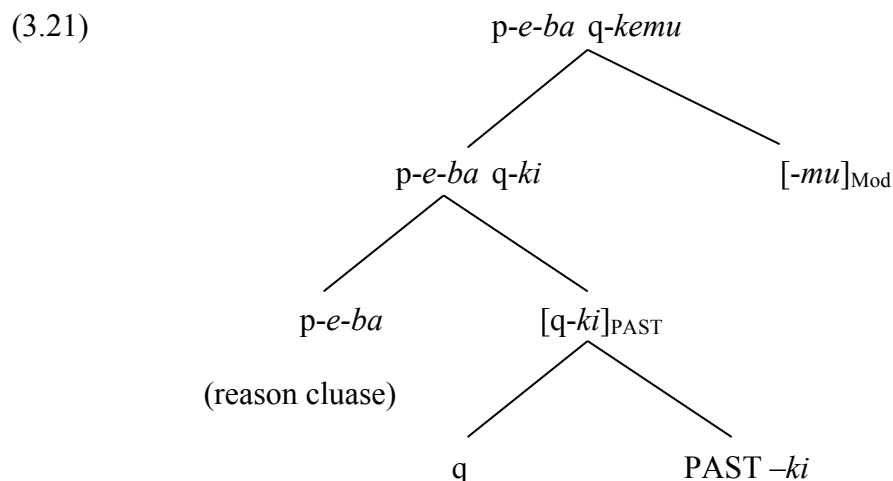 (3.21) p-e-ba q-kemu
p-e-ba q-ki [-mu]Mod
p-e-ba [q-ki]PAST
(reason cluase)
q PAST –ki